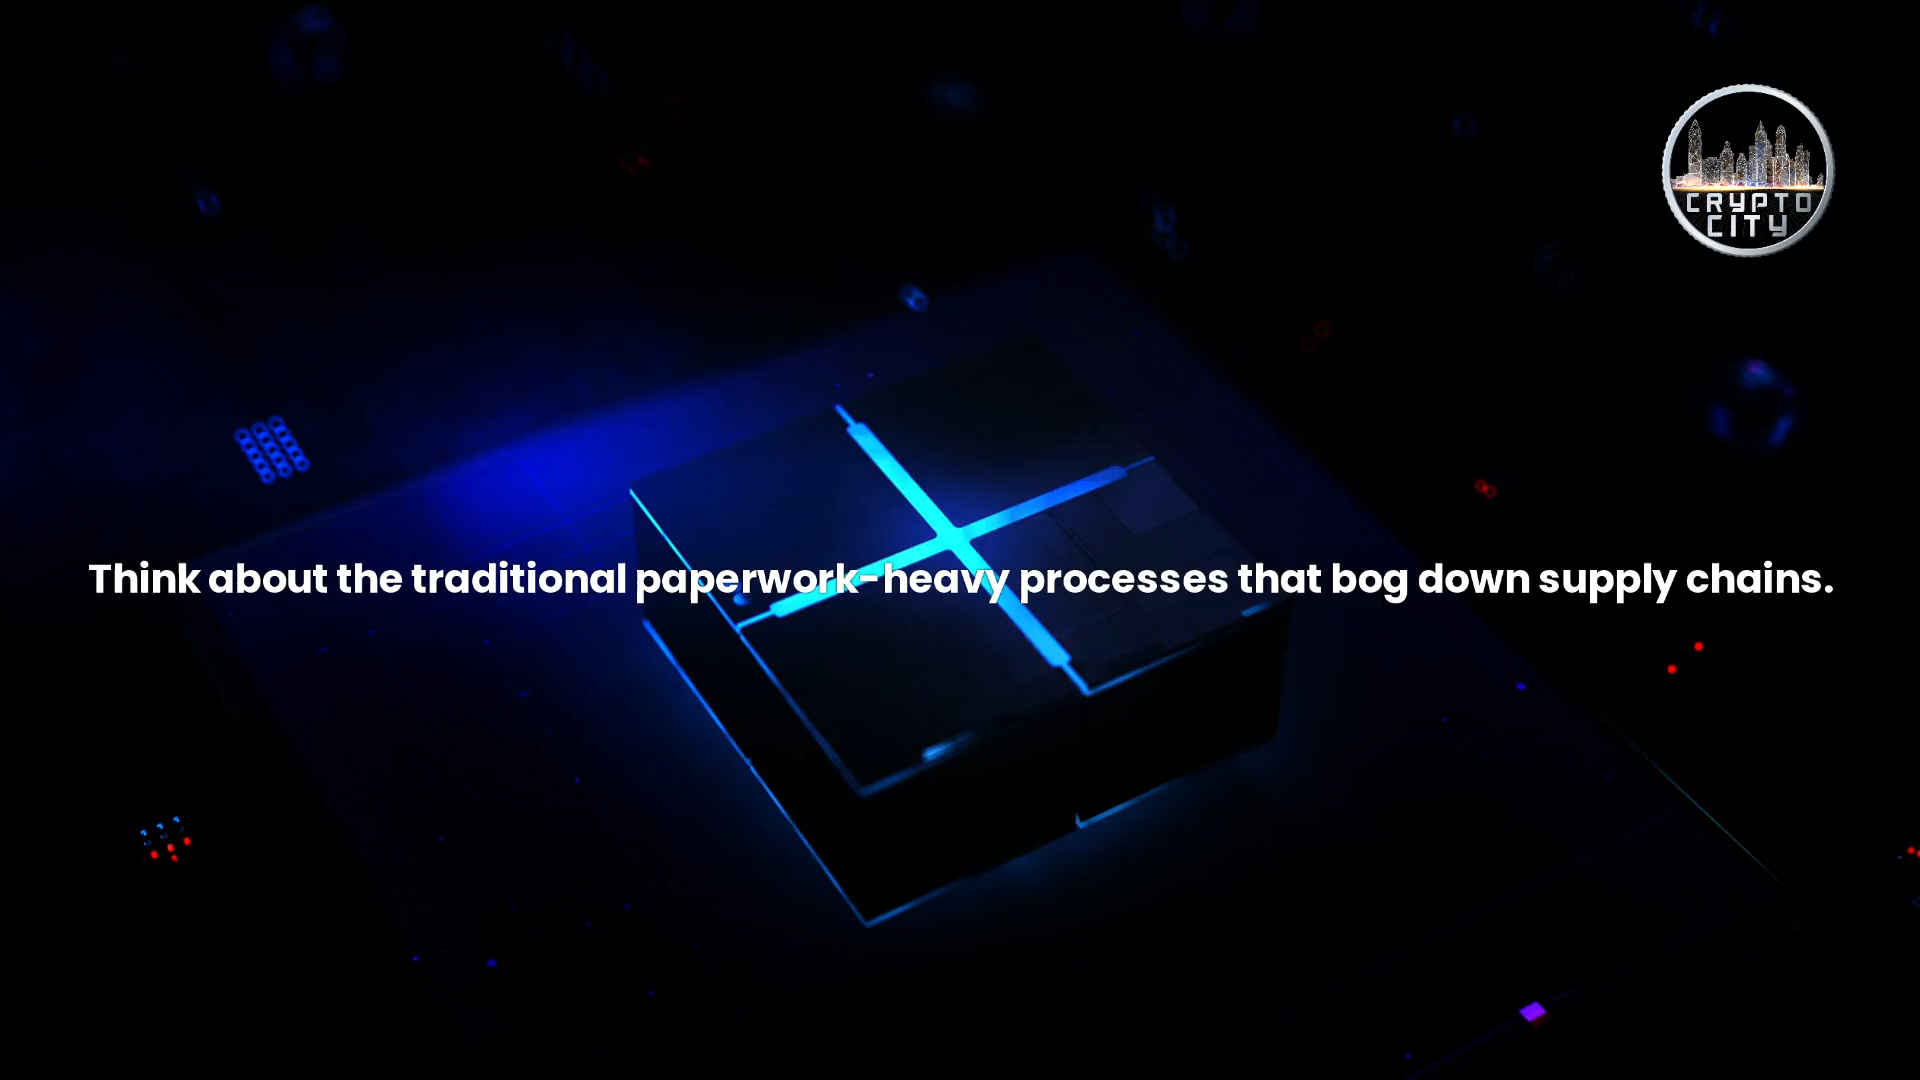 CRYPTO
CITY
Think about the traditional paperwork-heavy processes that bog down supply chains.